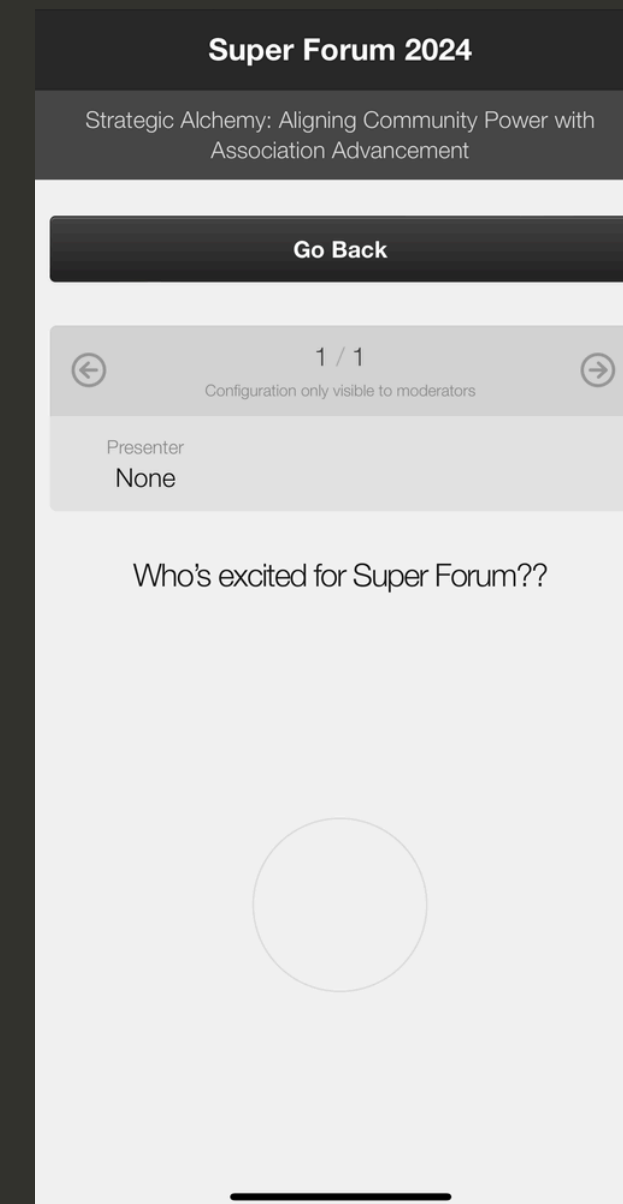 Super Forum 2024
Strategic Alchemy: Aligning Community Power with
Association Advancement
Go Back
1 / 1
Configuration only visible to moderators
Presenter
None
Who’s excited for Super Forum??